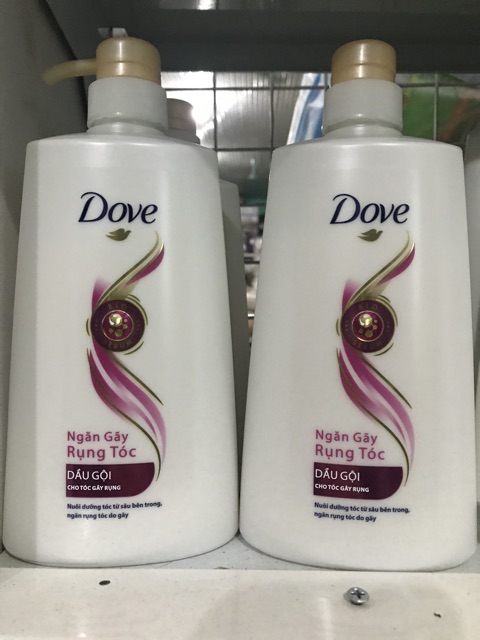 Dove
Ngăn Gãy
Rụng Tóc
DẦU GỘI
CHO TÓC GÃY RỤNG
Nuôi dưỡng tóc từ sâu bên trong,
ngăn rụng tóc do gãy
Dove
Ngăn Gãy
Rụng Tóc
DẦU GỘI
CHO TÓC GÃY RỤNG
Nuôi dưỡng tóc từ sâu bên trong,
ngăn rụng tóc do gãy